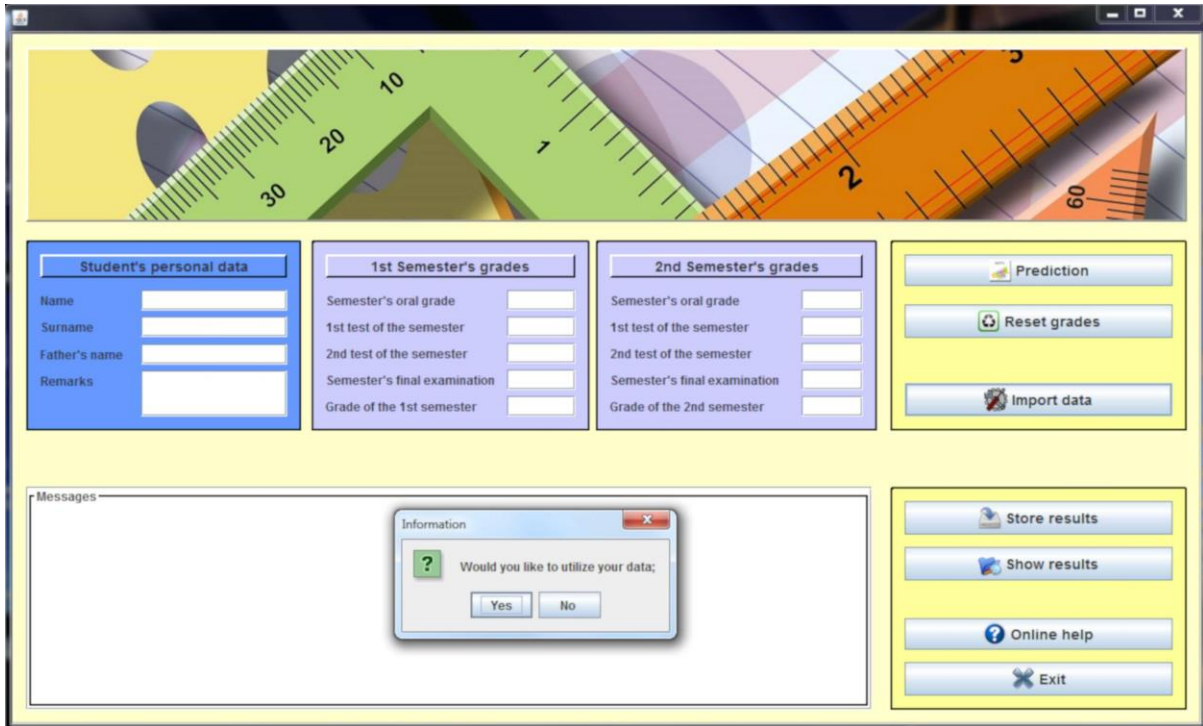 10
20
30
1
2
3
60
Student's personal data
Name
Surname
Father's name
Remarks
1st Semester's grades
Semester's oral grade
1st test of the semester
2nd test of the semester
Semester's final examination
Grade of the 1st semester
2nd Semester's grades
Semester's oral grade
1st test of the semester
2nd test of the semester
Semester's final examination
Grade of the 2nd semester
Prediction
Reset grades
Import data
Messages
Information
? Would you like to utilize your data;
Yes No
Store results
Show results
? Online help
Exit